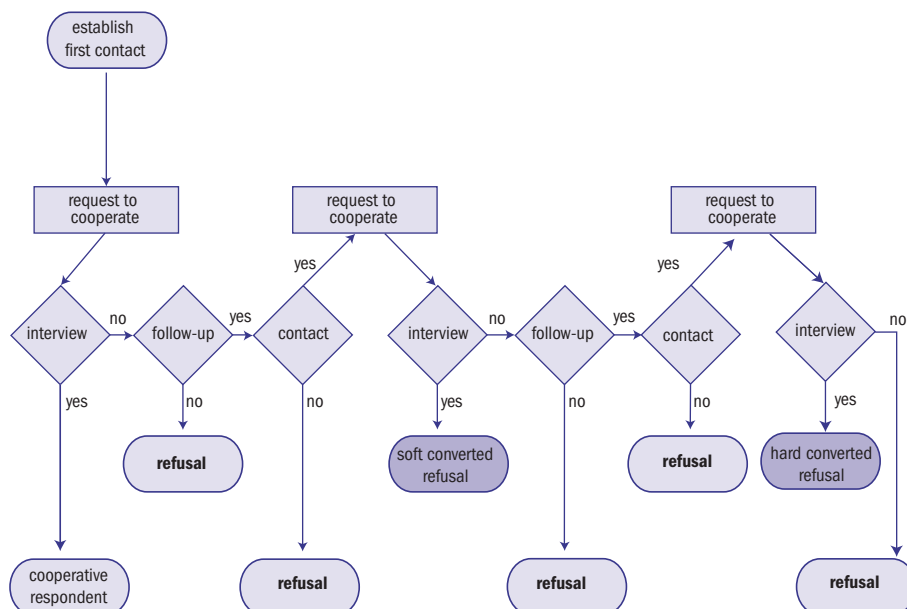 establish
first contact
request to
cooperate
request to
cooperate
request to
cooperate
yes
yes
interview
no
follow-up
yes
contact
interview
no
follow-up
yes
contact
interview
no
yes
no
no
yes
no
no
yes
refusal
soft converted
refusal
refusal
hard converted
refusal
cooperative
respondent
refusal
refusal
refusal